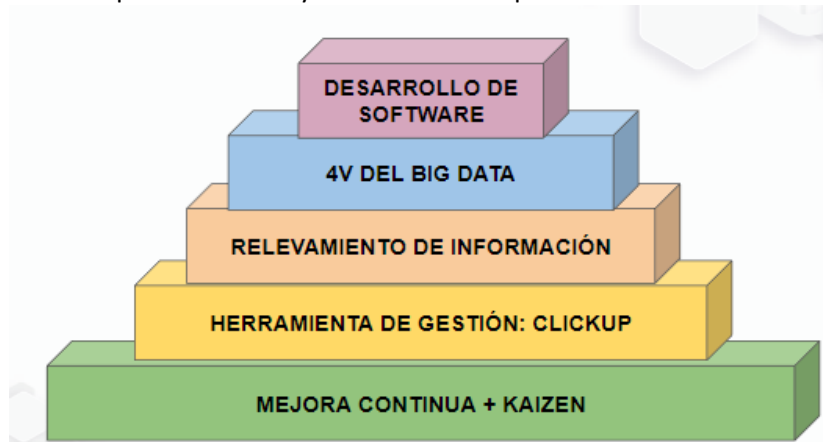 DESARROLLO DE
SOFTWARE
4V DEL BIG DATA
RELEVAMIENTO DE INFORMACIÓN
HERRAMIENTA DE GESTIÓN: CLICKUP
MEJORA CONTINUA + KAIZEN